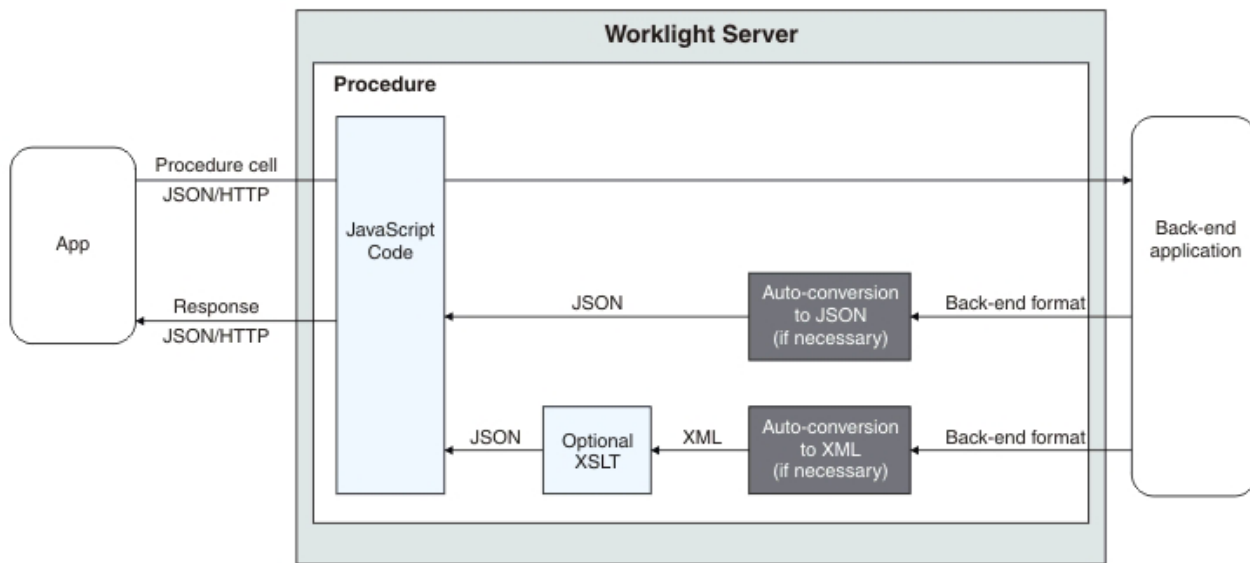 Worklight Server
Procedure
Procedure cell
JSON/HTTP
App
JavaScript
Code
Back-end
application
Response
JSON/HTTP
JSON
Auto-conversion
to JSON
(if necessary)
Back-end format
JSON
Optional
XSLT
XML
Auto-conversion
to XML
(if necessary)
Back-end format